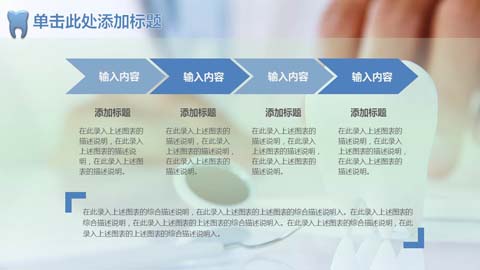 单击此处添加标题
输入内容 输入内容 输入内容 输入内容
添加标题 添加标题 添加标题 添加标题
在此录入上述图表的
描述说明，在此录入
上述图表的描述说
明，在此录入上述图
表的描述说明。
在此录入上述图表的
描述说明，在此录入
上述图表的描述说明，
在此录入上述图表的
描述说明。
在此录入上述图表的
描述说明，在此录入
上述图表的描述说明，
在此录入上述图表的
描述说明。
在此录入上述图表的
描述说明，在此录入
上述图表的描述说明，
在此录入上述图表的
描述说明。
在此录入上述图表的综合描述说明，在此录入上述图表的上述图表的综合描述说明入。在此录入上述图表的
综合描述说明，在此录入上述图表的上述图表的综合描述说明入。在此录入上述图表的综合描述说明，在此录
入上述图表的上述图表的综合描述说明入。